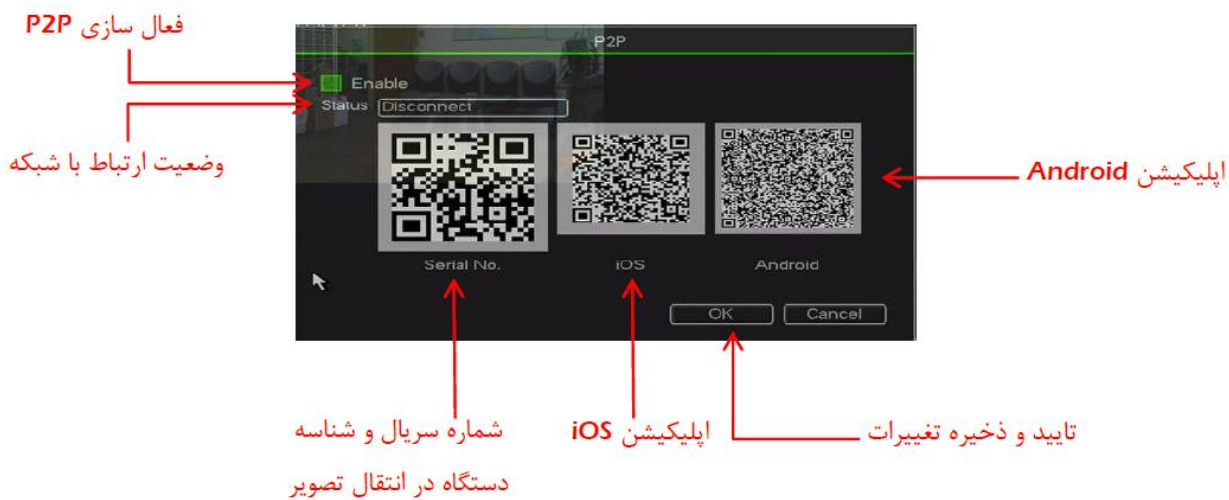 فعال سازی P2P
P2P
Enable
Status Disconnect
وضعیت ارتباط با شبکه
اپلیکیشن Android
Serial No.
iOS
Android
OK
Cancel
شماره سریال و شناسه
دستگاه در انتقال تصویر
اپلیکیشن iOS
تایید و ذخیره تغییرات